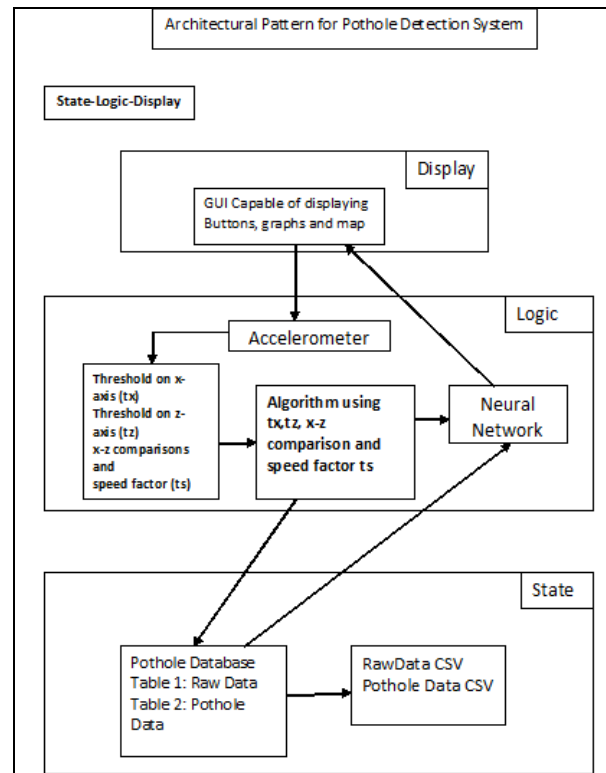 Architectural Pattern for Pothole Detection System
State-Logic-Display
Display
GUI Capable of displaying
Buttons, graphs and map
Logic
Accelerometer
Threshold on x-
axis (tx)
Threshold on z-
axis (tz)
x-z comparisons
and
speed factor (ts)
Algorithm using
tx,tz, x-z
comparison and
speed factor ts
Neural
Network
State
Pothole Database
Table 1: Raw Data
Table 2: Pothole
Data
RawData CSV
Pothole Data CSV